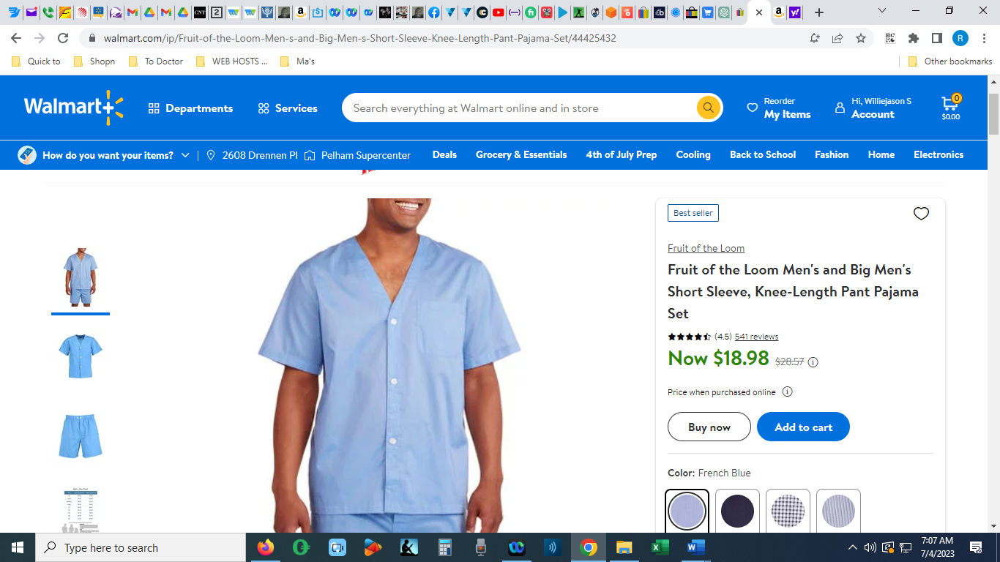 CNT
2
walmart.com/ip/Fruit-of-the-Loom-Men-s-and-Big-Men-s-Short-Sleeve-Knee-Length-Pant-Pajama-Set/44425432
R
Quick to
Shopn
To Doctor
WEB HOSTS ...
Ma's
Other bookmarks
Walmart+
Departments
Services
Search everything at Walmart online and in store
Reorder
My Items
Hi, Williejason S
Account
0
$0.00
How do you want your items?
2608 Drennen Pl
Pelham Supercenter
Deals
Grocery & Essentials
4th of July Prep
Cooling
Back to School
Fashion
Home
Electronics
Best seller
Fruit of the Loom
Fruit of the Loom Men's and Big Men's
Short Sleeve, Knee-Length Pant Pajama
Set
(4.5) 541 reviews
Now $18.98 $28.57
Price when purchased online
Buy now
Add to cart
Color: French Blue
Type here to search
7:07 AM
7/4/2023